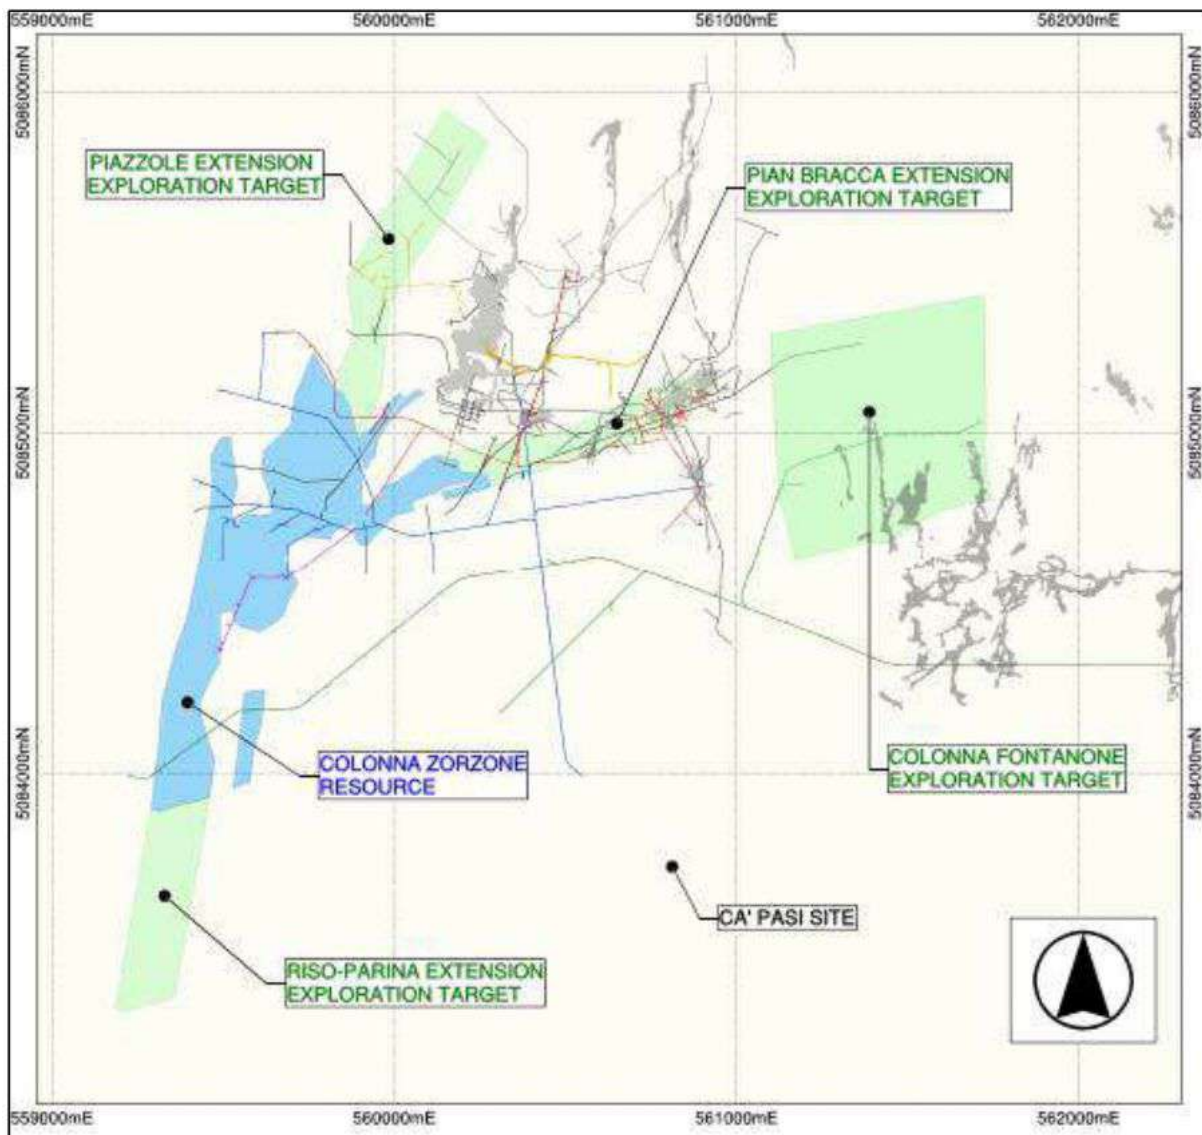 559000mE 560000mE 561000mE 562000mE
5086000mN
5086000mN
PIAZZOLE EXTENSION
EXPLORATION TARGET
PIAN BRACCA EXTENSION
EXPLORATION TARGET
5085000mN
5085000mN
COLONNA ZORZONE
RESOURCE
COLONNA FONTANONE
EXPLORATION TARGET
5084000mN
5084000mN
CA' PASI SITE
RISO-PARINA EXTENSION
EXPLORATION TARGET
559000mE 560000mE 561000mE 562000mE